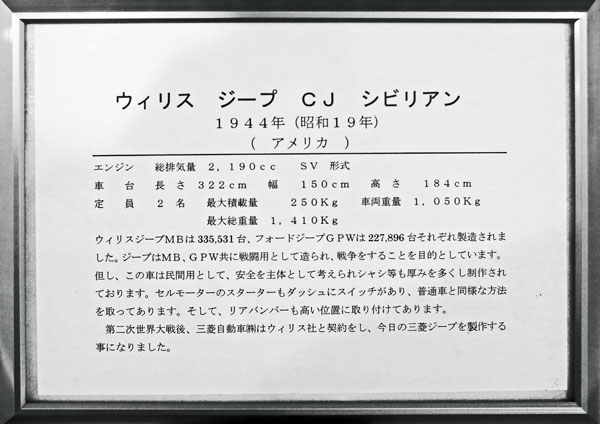 ウィリス ジープ ＣＪ シビリアン
１９４４年（昭和１９年）
（ アメリカ ）
エンジン 総排気量 ２，１９０ｃｃ ＳＶ 形式
車 台 長 さ ３２２ｃｍ 幅 １５０ｃｍ 高 さ １８４ｃｍ
定 員 ２ 名 最大積載量 ２５０Ｋｇ 車両重量 １，０５０Ｋｇ
最大総重量 １，４１０Ｋｇ
ウィリスジープＭＢは335,531台、フォードジープＧＰＷは227,896台それぞれ製造されま
した。ジープはＭＢ、ＧＰＷ共に戦闘用として造られ、戦争をすることを目的としています。
但し、この車は民間用として、安全を主体として考えられシャシ等も厚みを多くし制作され
ております。セルモーターのスターターもダッシュにスイッチがあり、普通車と同様な方法
を取ってあります。そして、リアバンパーも高い位置に取り付けてあります。
第二次世界大戦後、三菱自動車㈱はウィリス社と契約をし、今日の三菱ジープを製作する
事になりました。